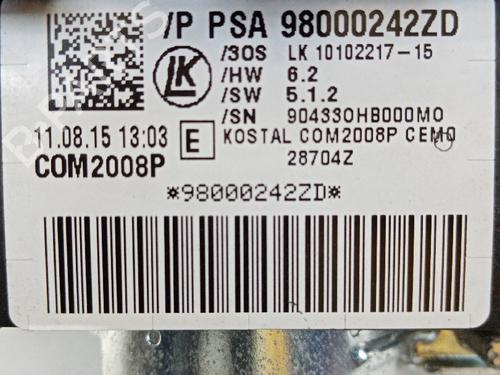 /P PSA 98000242ZD
/3OS LK 10102217-15
LK
/HW 6.2
/SW 5.1.2
/SN 904330HB000M0
11.08.15 13:03 E KOSTAL COM2008P CEM0
COM2008P 28704Z
*98000242ZD*